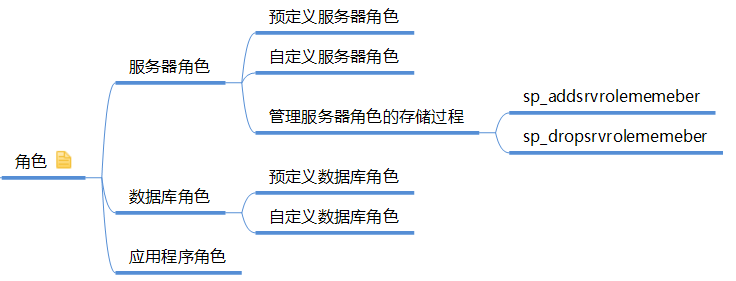 角色
服务器角色
预定义服务器角色
自定义服务器角色
管理服务器角色的存储过程
sp_addsrvrolememeber
sp_dropsrvrolememeber
数据库角色
预定义数据库角色
自定义数据库角色
应用程序角色